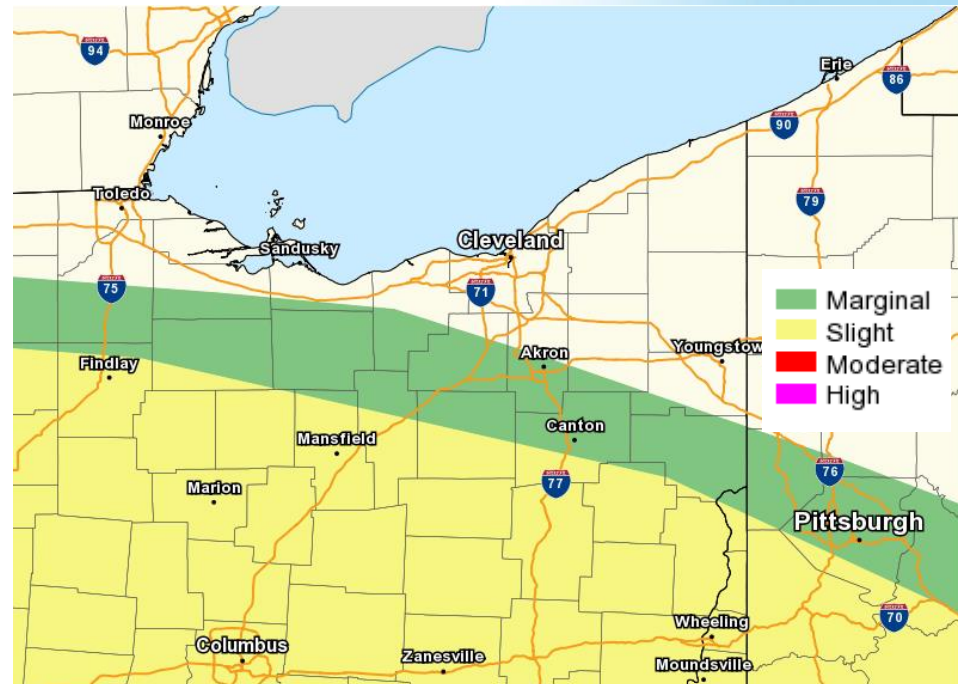 94
Erie
86
Monroe
90
Toledo
79
Sandusky
Cleveland
75
71
Marginal
Slight
Moderate
High
Findlay
Akron
Youngstow
Mansfield
Canton
76
Marion
77
Pittsburgh
70
Wheeling
Columbus
Zanesville
Moundsville